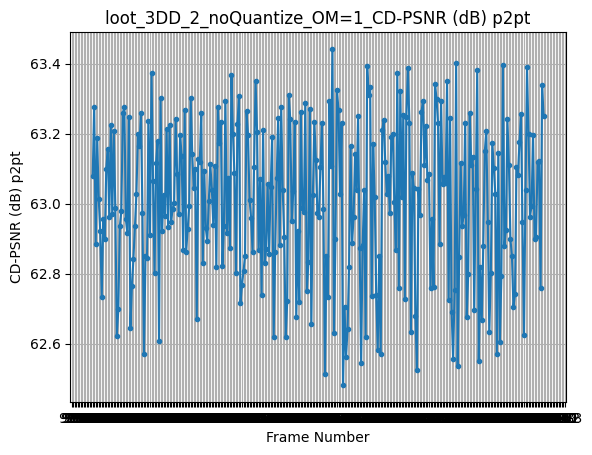 loot_3DD_2_noQuantize_OM=1_CD-PSNR (dB) p2pt
CD-PSNR (dB) p2pt
63.4
63.2
63.0
62.8
62.6
Frame Number